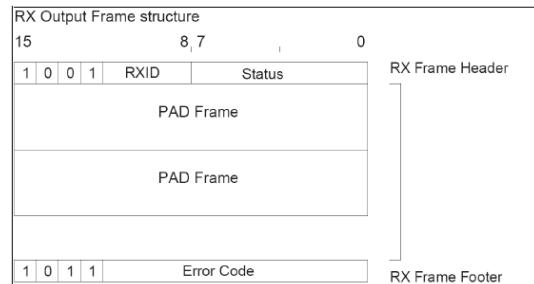 RX Output Frame structure
15 8 7 0
1 0 0 1 RXID Status RX Frame Header
PAD Frame
PAD Frame
1 0 1 1 Error Code RX Frame Footer